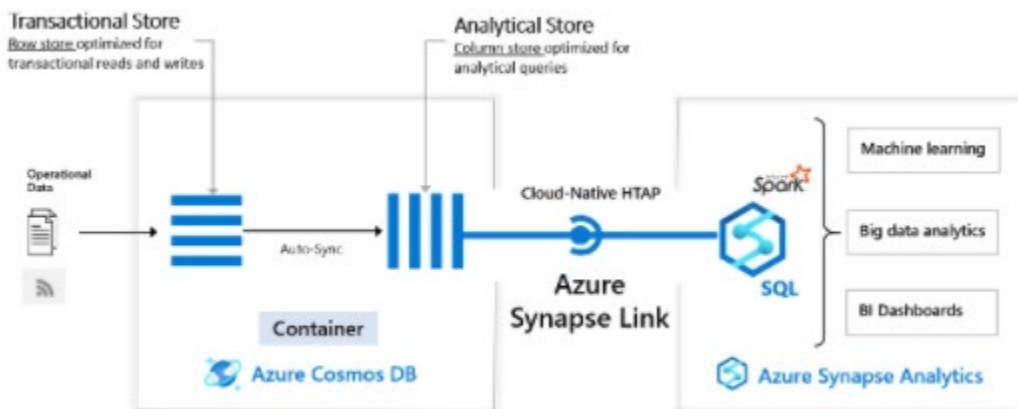 Transactional Store
Row store optimized for
transactional reads and writes
Analytical Store
Column store optimized for
analytical queries
Operational
Data
Auto-Sync
Container
Azure Cosmos DB
Cloud-Native HTAP
Azure
Synapse Link
Spark
SQL
Machine learning
Big data analytics
BI Dashboards
Azure Synapse Analytics